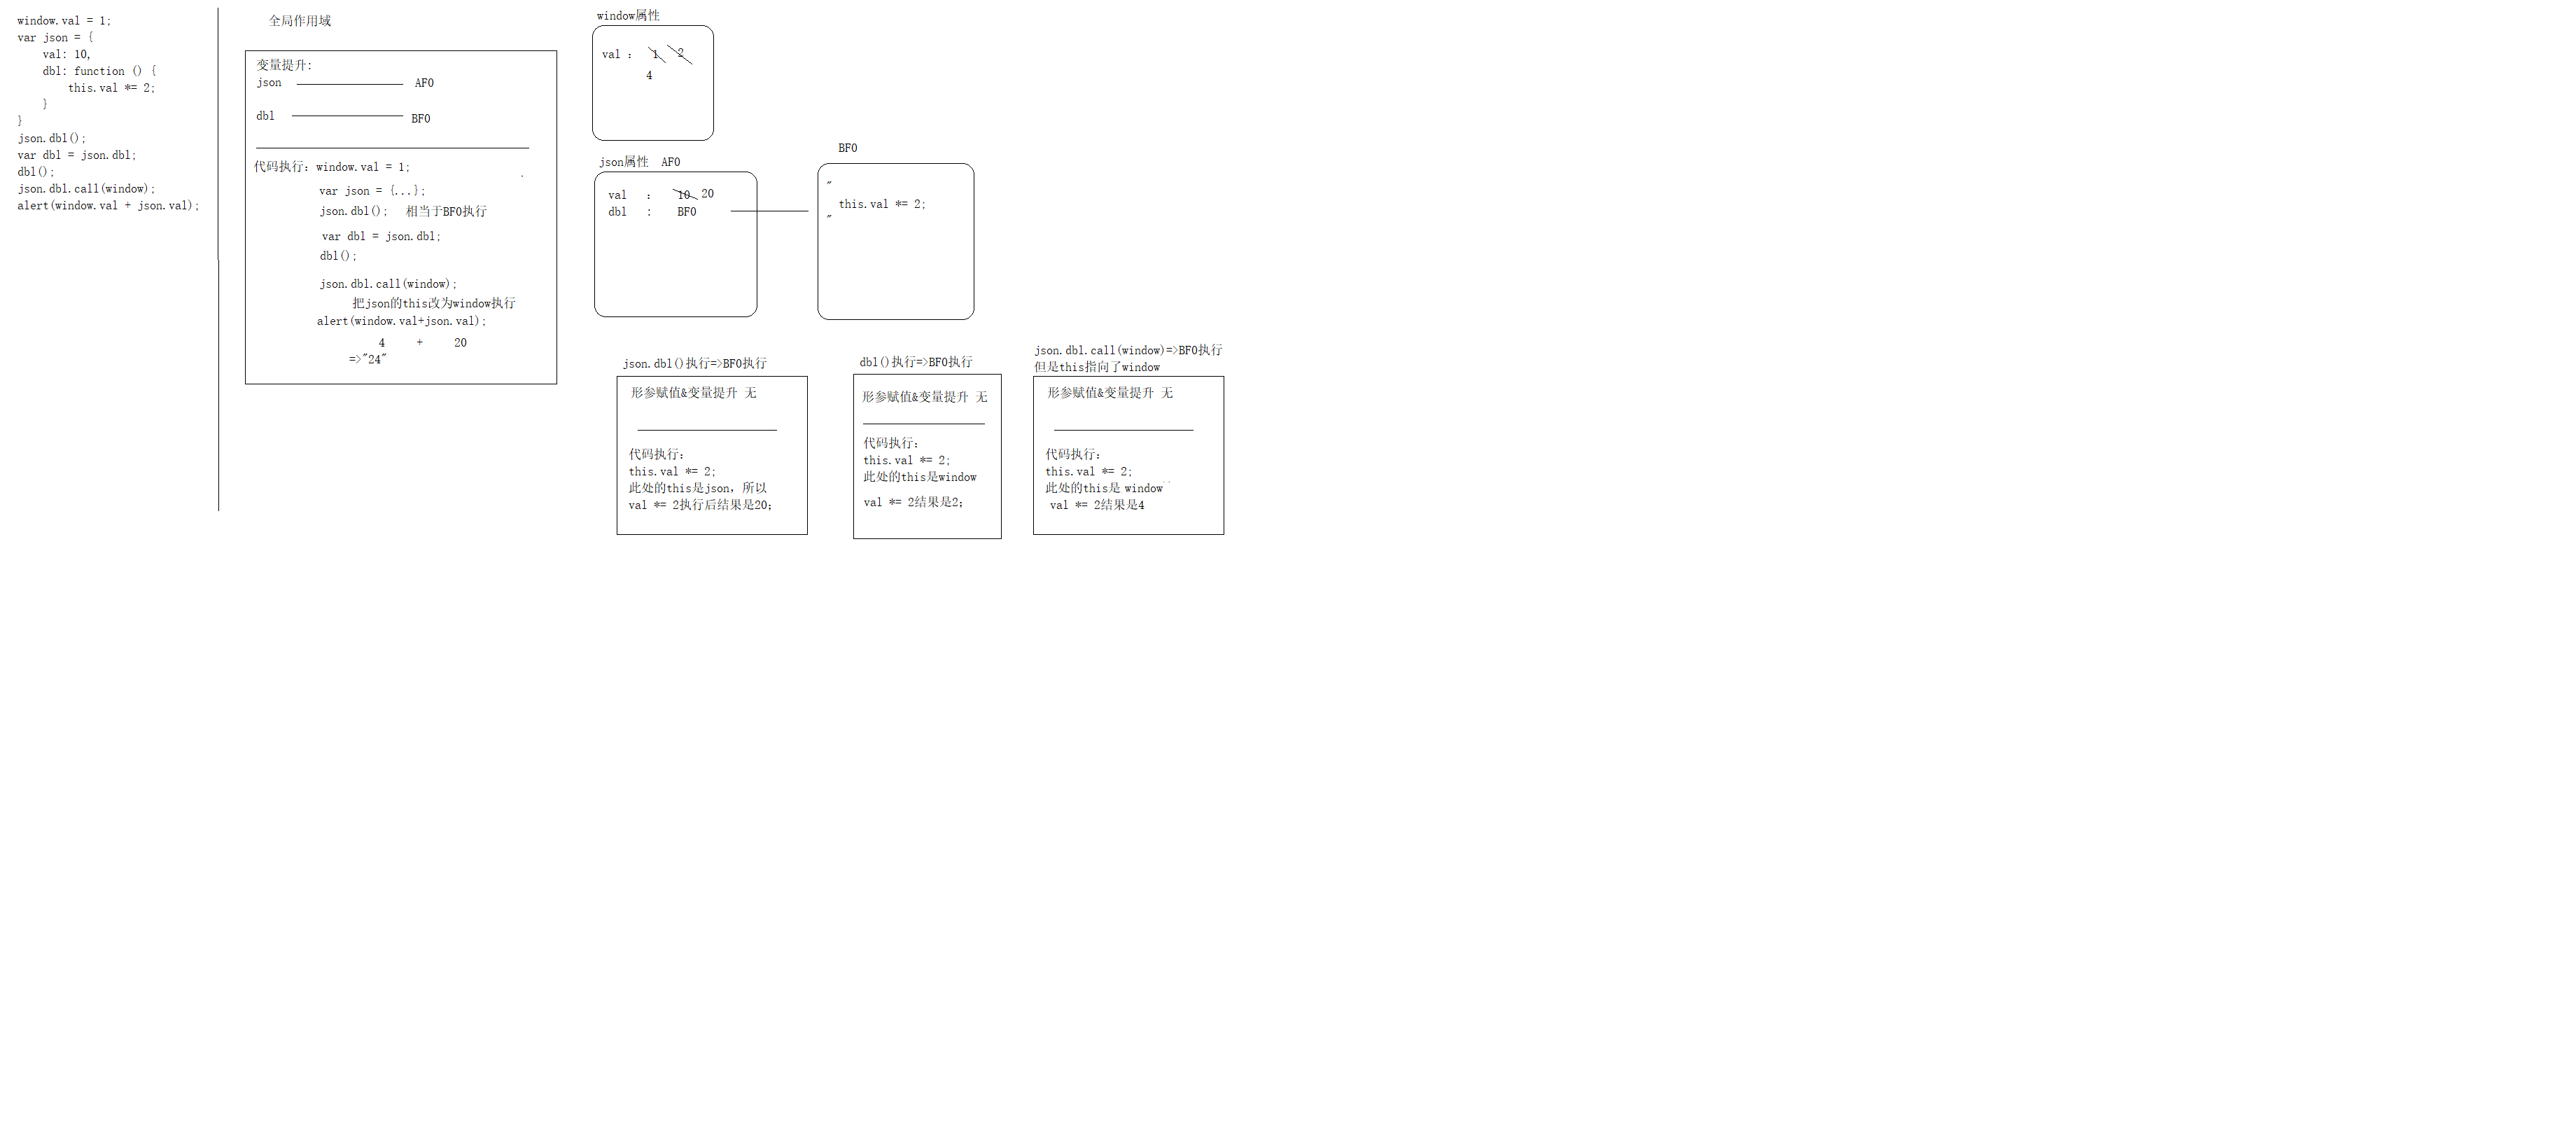 window.val = 1;
var json = {
    val: 10,
    dbl: function () {
        this.val *= 2;
    }
}
json.dbl();
var dbl = json.dbl;
dbl();
json.dbl.call(window);
alert(window.val + json.val);
全局作用域
变量提升:
json AF0
dbl BF0
代码执行: window.val = 1;
var json = {...};
json.dbl(); 相当于BF0执行
var dbl = json.dbl;
dbl();
json.dbl.call(window);
把json的this改为window执行
alert(window.val+json.val);
4 + 20
=>"24"
window属性
val : 1 2
4
json属性 AF0
val : 10 20
dbl : BF0
BF0
"
this.val *= 2;
"
json.dbl()执行=>BF0执行
形参赋值&变量提升 无
代码执行:
this.val *= 2;
此处的this是json, 所以
val *= 2执行后结果是20;
dbl()执行=>BF0执行
形参赋值&变量提升 无
代码执行:
this.val *= 2;
此处的this是window
val *= 2结果是2;
json.dbl.call(window)=>BF0执行
但是this指向了window
形参赋值&变量提升 无
代码执行:
this.val *= 2;
此处的this是 window
val *= 2结果是4